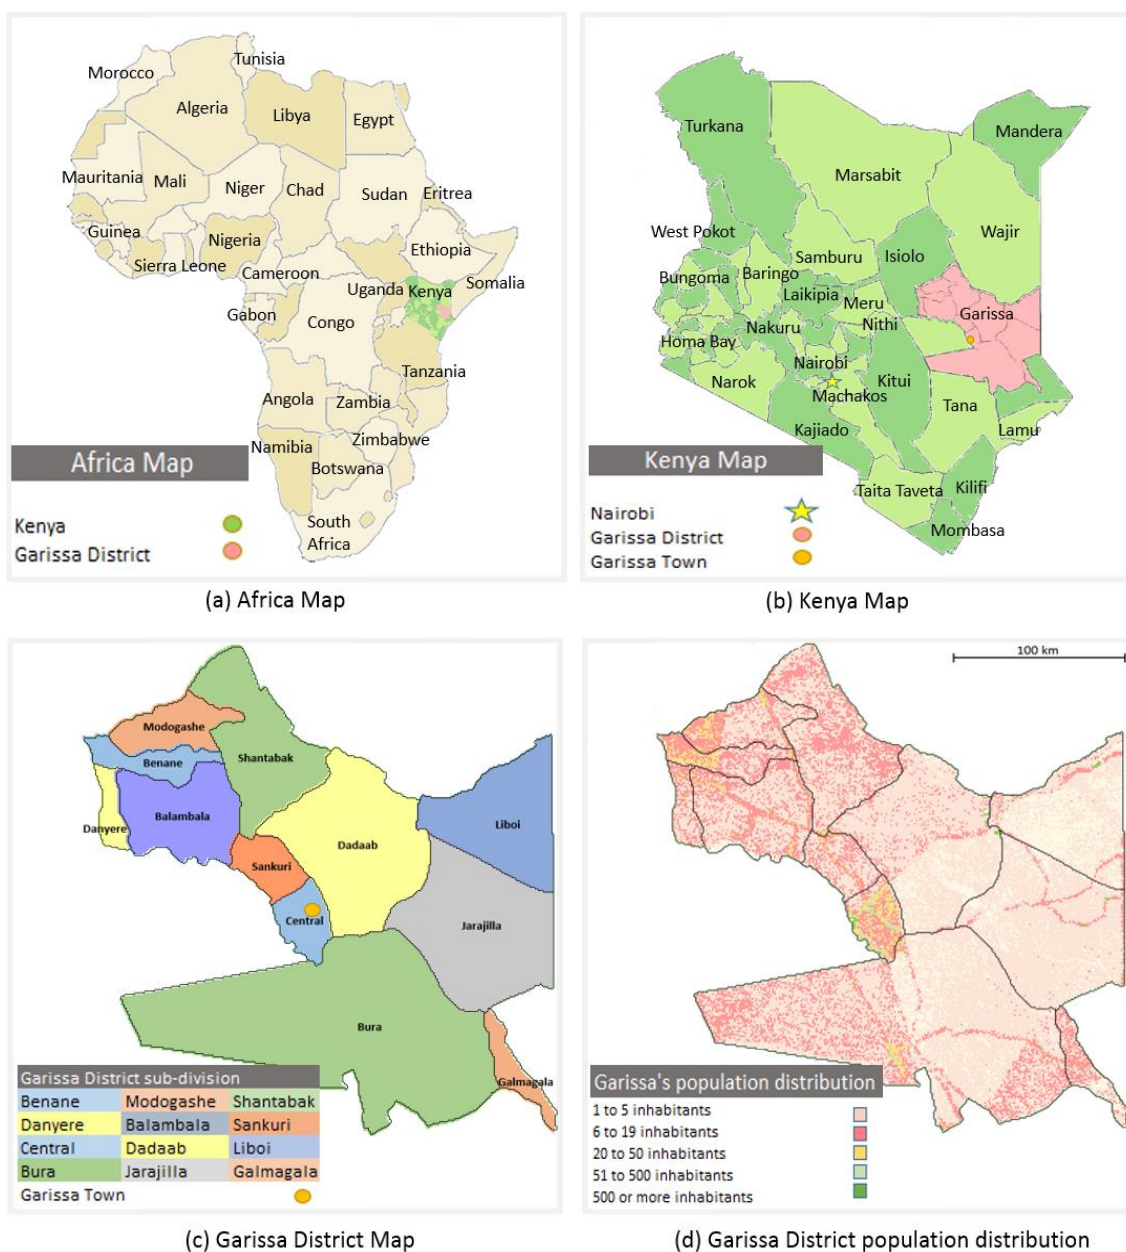 Tunisia
Morocco
Algeria
Libya
Egypt
Mauritania
Mali
Niger
Chad
Sudan
Eritrea
Guinea
Nigeria
Ethiopia
Sierra Leone
Cameroon
Somalia
Uganda
Kenya
Gabon
Congo
Tanzania
Angola
Zambia
Zimbabwe
Namibia
Botswana
South
Africa
Africa Map
Kenya
Garissa District
(a) Africa Map
Turkana
Mandera
Marsabit
West Pokot
Wajir
Samburu
Isiolo
Bungoma
Baringo
Laikipia
Meru
Garissa
Nakuru
Nithi
Homa Bay
Nairobi
Narok
Kitui
Machakos
Tana
Kajiado
Lamu
Taita Taveta
Kilifi
Mombasa
Kenya Map
Nairobi
Garissa District
Garissa Town
(b) Kenya Map
Modogashe
Benane
Shantabak
Danyere
Balambala
Liboi
Dadaab
Sankuri
Central
Jarajilla
Bura
Galmagala
Garissa District sub-division
Benane Modogashe Shantabak
Danyere Balambala Sankuri
Central Dadaab Liboi
Bura Jarajilla Galmagala
Garissa Town
(c) Garissa District Map
100 km
Garissa's population distribution
1 to 5 inhabitants
6 to 19 inhabitants
20 to 50 inhabitants
51 to 500 inhabitants
500 or more inhabitants
(d) Garissa District population distribution